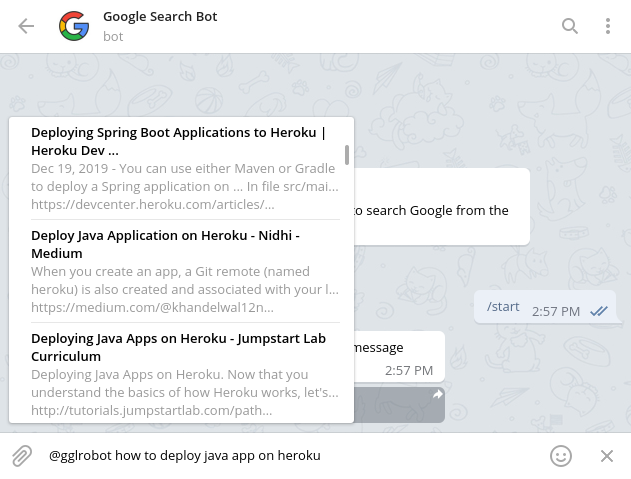 Google Search Bot
bot
Deploying Spring Boot Applications to Heroku |
Heroku Dev ...
Dec 19, 2019 - You can use either Maven or Gradle
to deploy a Spring application on ... In file src/mai...
https://devcenter.heroku.com/articles/...
to search Google from the
Deploy Java Application on Heroku - Nidhi -
Medium
When you create an app, a Git remote (named
heroku) is also created and associated with your l...
https://medium.com/@khandelwal12n...
/start 2:57 PM
Deploying Java Apps on Heroku - Jumpstart Lab
Curriculum
Deploying Java Apps on Heroku. Now that you
understand the basics of how Heroku works, let's...
http://tutorials.jumpstartlab.com/path...
message
2:57 PM
@gglrobot how to deploy java app on heroku